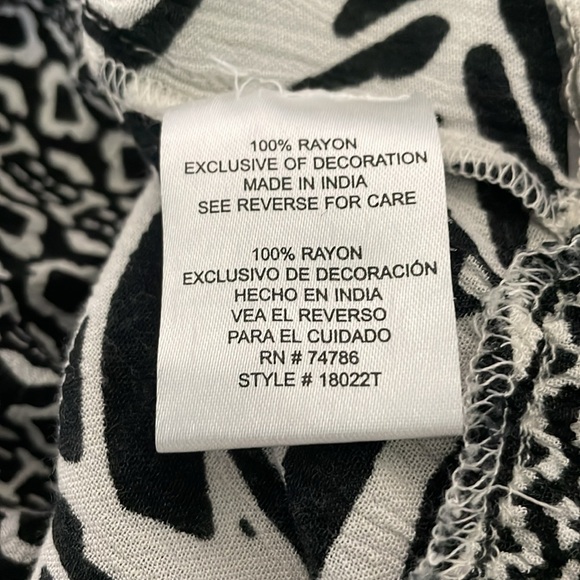 100% RAYON
EXCLUSIVE OF DECORATION
MADE IN INDIA
SEE REVERSE FOR CARE
100% RAYON
EXCLUSIVO DE DECORACIÓN
HECHO EN INDIA
VEA EL REVERSO
PARA EL CUIDADO
RN # 74786
STYLE # 18022T